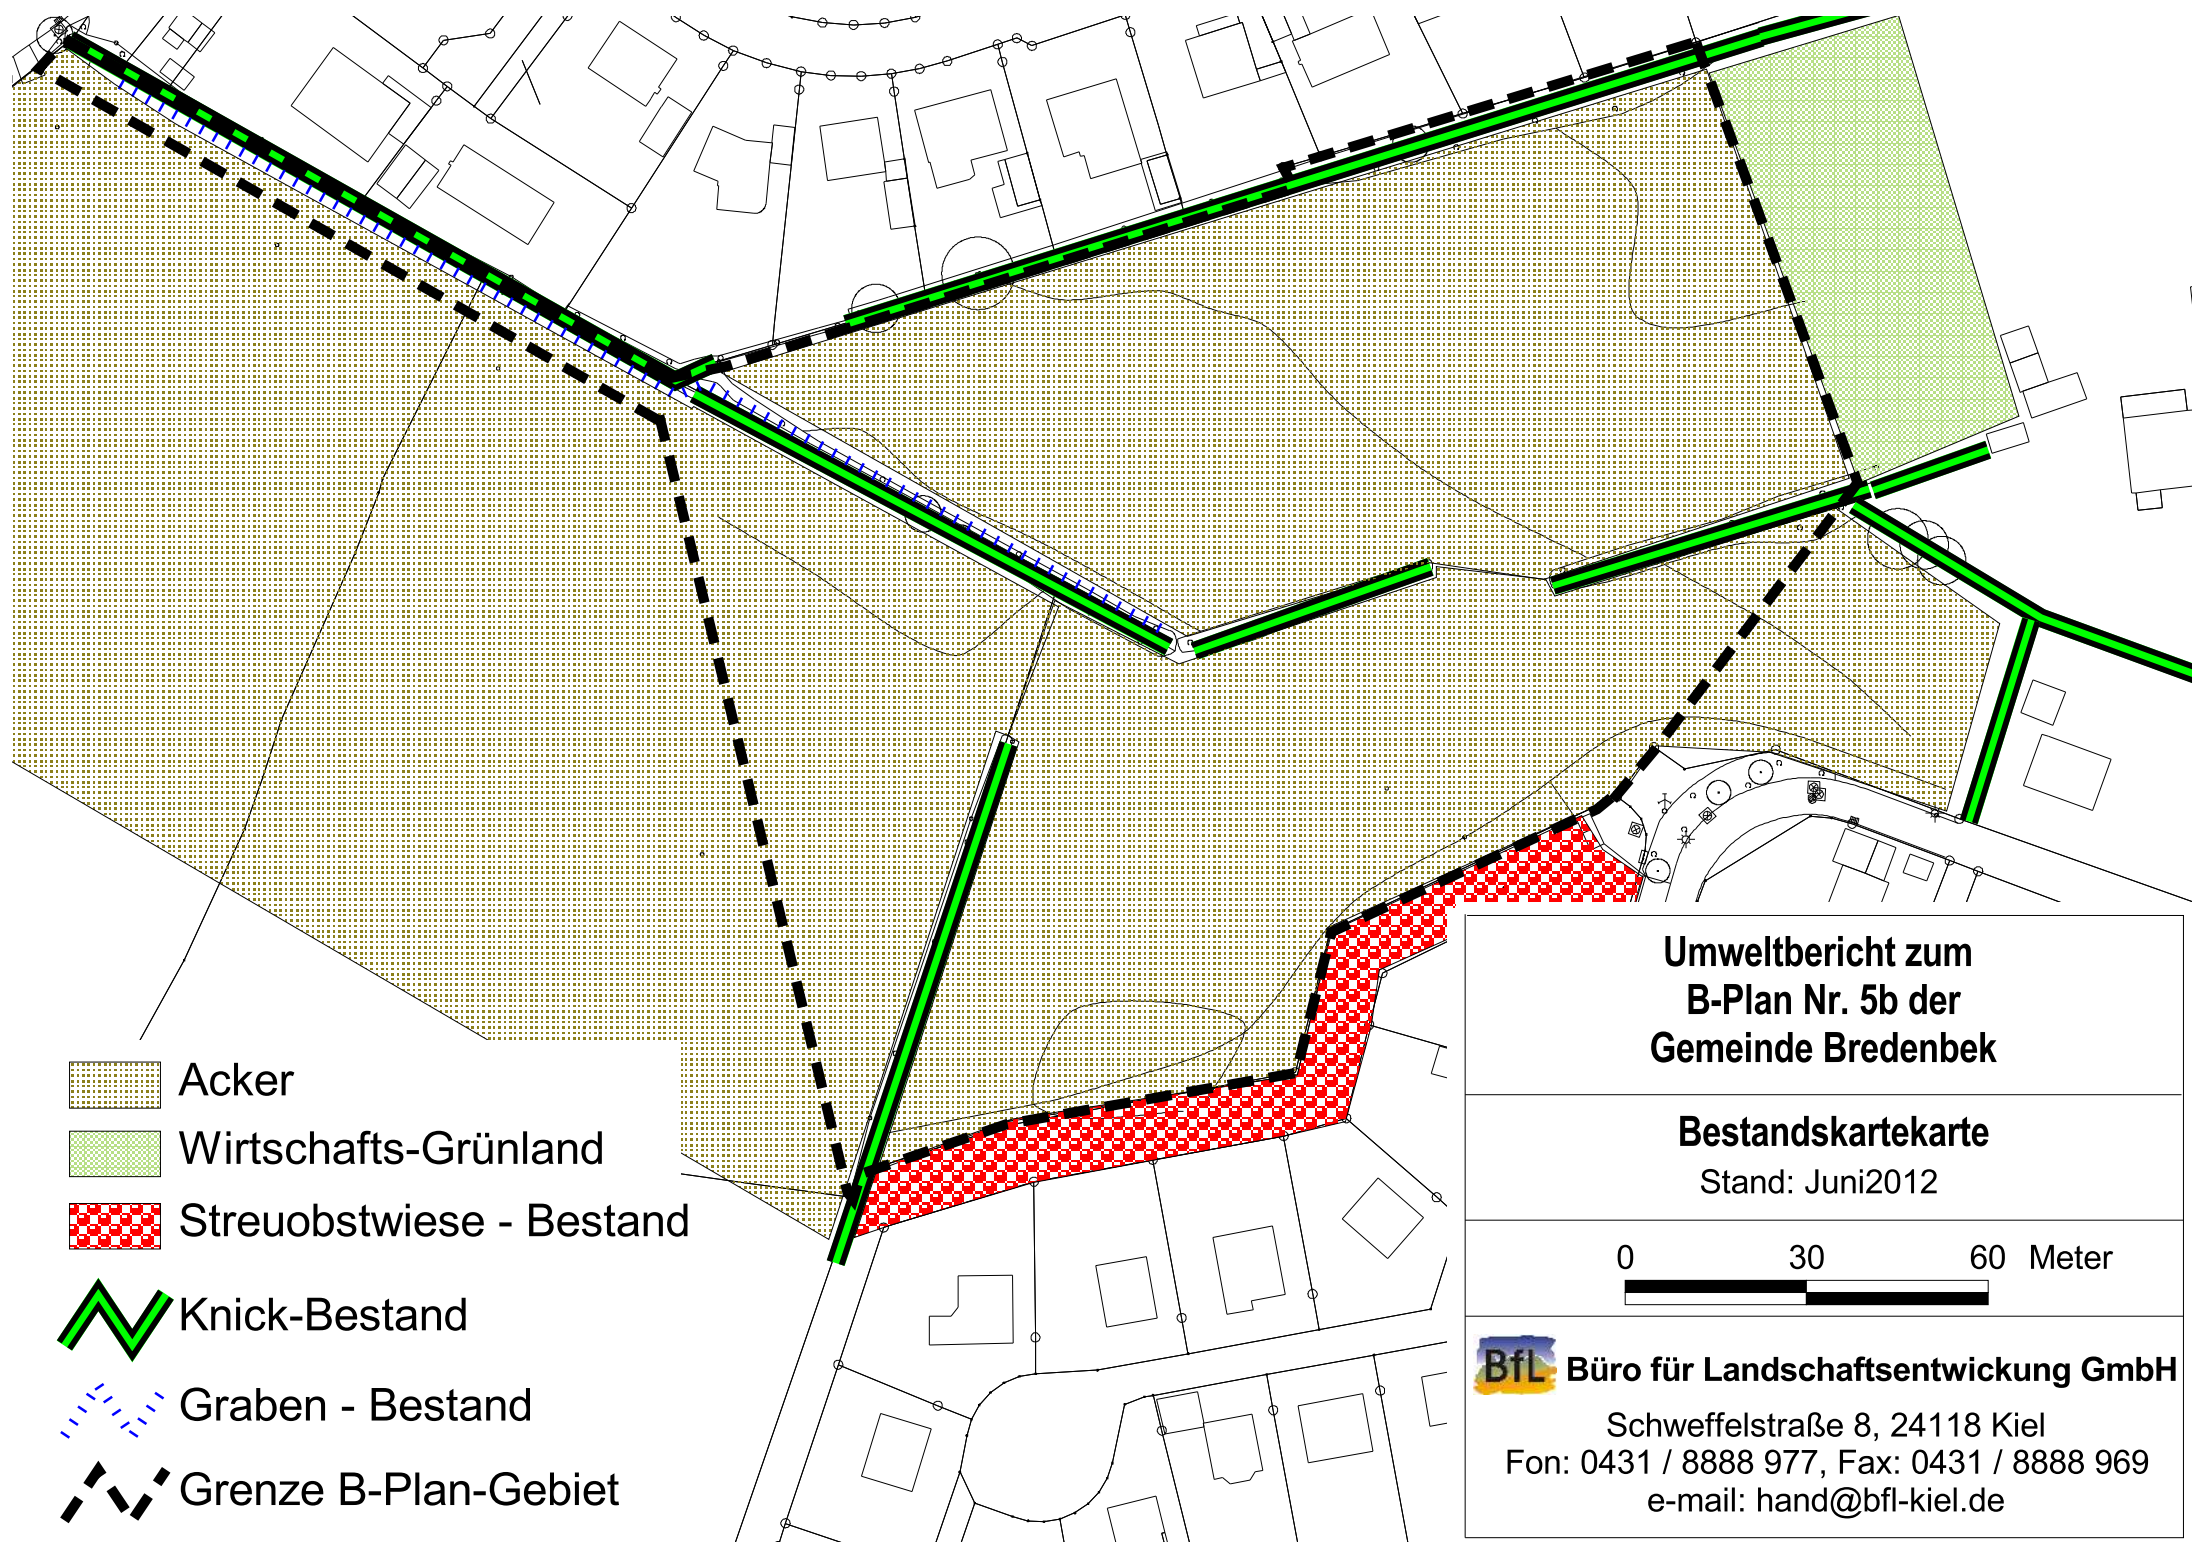 Acker
Wirtschafts-Grünland
Streuobstwiese - Bestand
Knick-Bestand
Graben - Bestand
Grenze B-Plan-Gebiet
Umweltbericht zum
B-Plan Nr. 5b der
Gemeinde Bredenbek
Bestandskartekarte
Stand: Juni2012
0 30 60 Meter
BfL Büro für Landschaftsentwickung GmbH
Schweffelstraße 8, 24118 Kiel
Fon: 0431 / 8888 977, Fax: 0431 / 8888 969
e-mail: hand@bfl-kiel.de